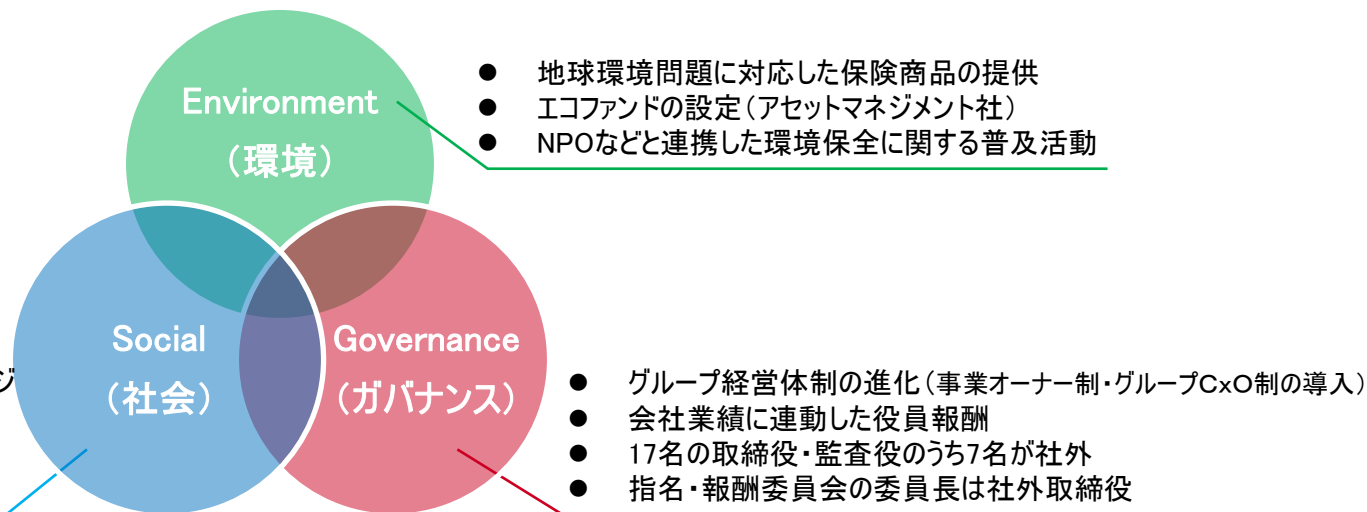 Environment
（環境）
● 地球環境問題に対応した保険商品の提供
● エコファンドの設定（アセットマネジメント社）
● NPOなどと連携した環境保全に関する普及活動
Social
（社会）
ジ
Governance
（ガバナンス）
● グループ経営体制の進化（事業オーナー制・グループCxO制の導入）
● 会社業績に連動した役員報酬
● 17名の取締役・監査役のうち7名が社外
● 指名・報酬委員会の委員長は社外取締役